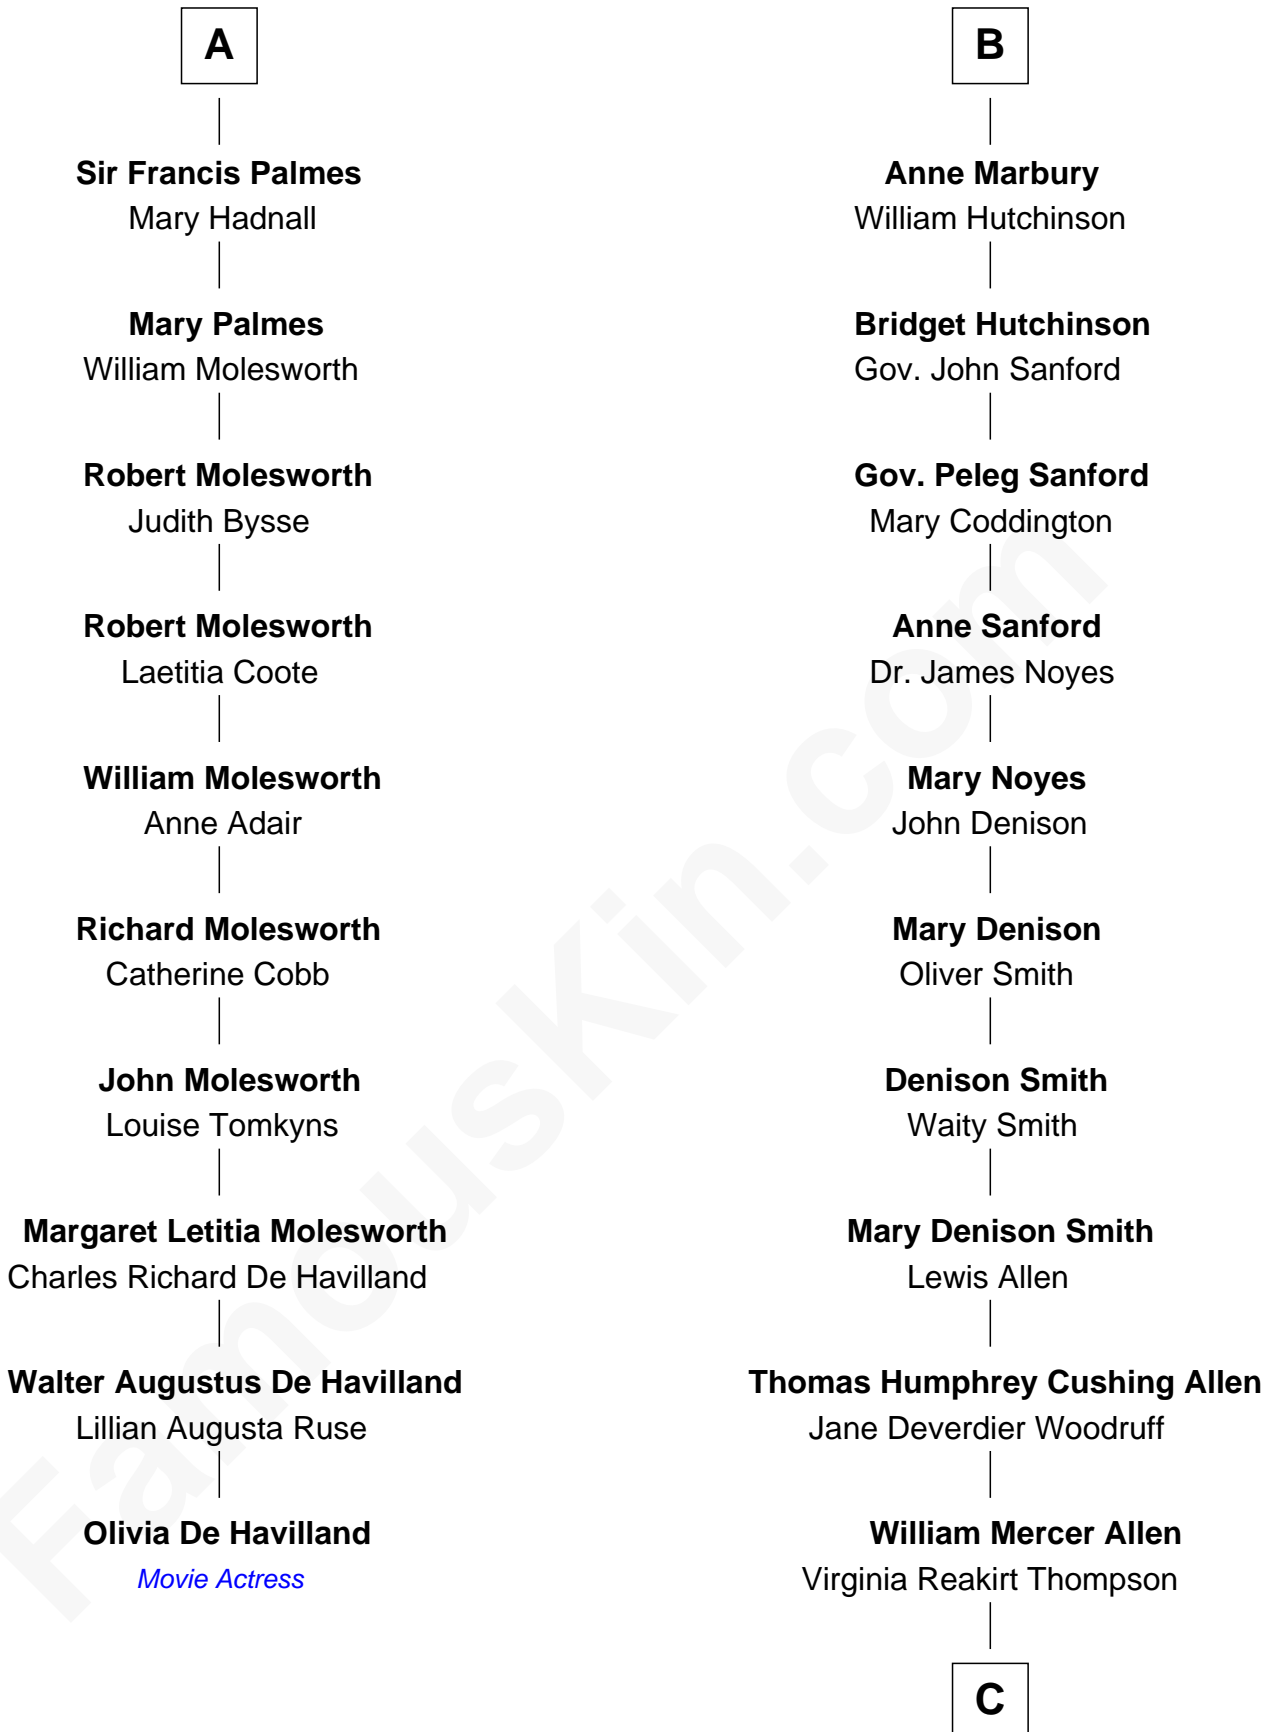 A
Sir Francis Palmes
Mary Hadnall
Mary Palmes
William Molesworth
Robert Molesworth
Judith Bysse
Robert Molesworth
Laetitia Coote
William Molesworth
Anne Adair
Richard Molesworth
Catherine Cobb
John Molesworth
Louise Tomkyns
Margaret Letitia Molesworth
Charles Richard De Havilland
Walter Augustus De Havilland
Lillian Augusta Ruse
Olivia De Havilland
Movie Actress
B
Anne Marbury
William Hutchinson
Bridget Hutchinson
Gov. John Sanford
Gov. Peleg Sanford
Mary Coddington
Anne Sanford
Dr. James Noyes
Mary Noyes
John Denison
Mary Denison
Oliver Smith
Denison Smith
Waity Smith
Mary Denison Smith
Lewis Allen
Thomas Humphrey Cushing Allen
Jane Deverdier Woodruff
William Mercer Allen
Virginia Reakirt Thompson
C
FamousKin.com